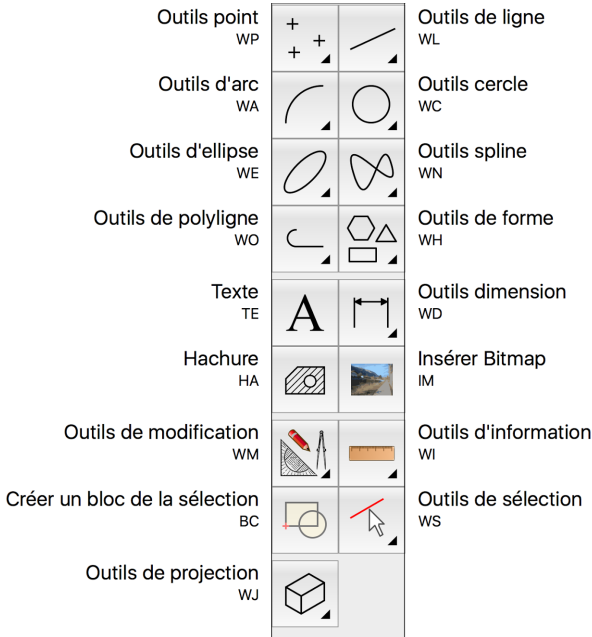 Outils point
WP
Outils de ligne
WL
Outils d'arc
WA
Outils cercle
WC
Outils d'ellipse
WE
Outils spline
WN
Outils de polyligne
WO
Outils de forme
WH
Texte
TE
A
Outils dimension
WD
Hachure
HA
Insérer Bitmap
IM
Outils de modification
WM
Outils d'information
WI
Créer un bloc de la sélection
BC
Outils de sélection
WS
Outils de projection
WJ